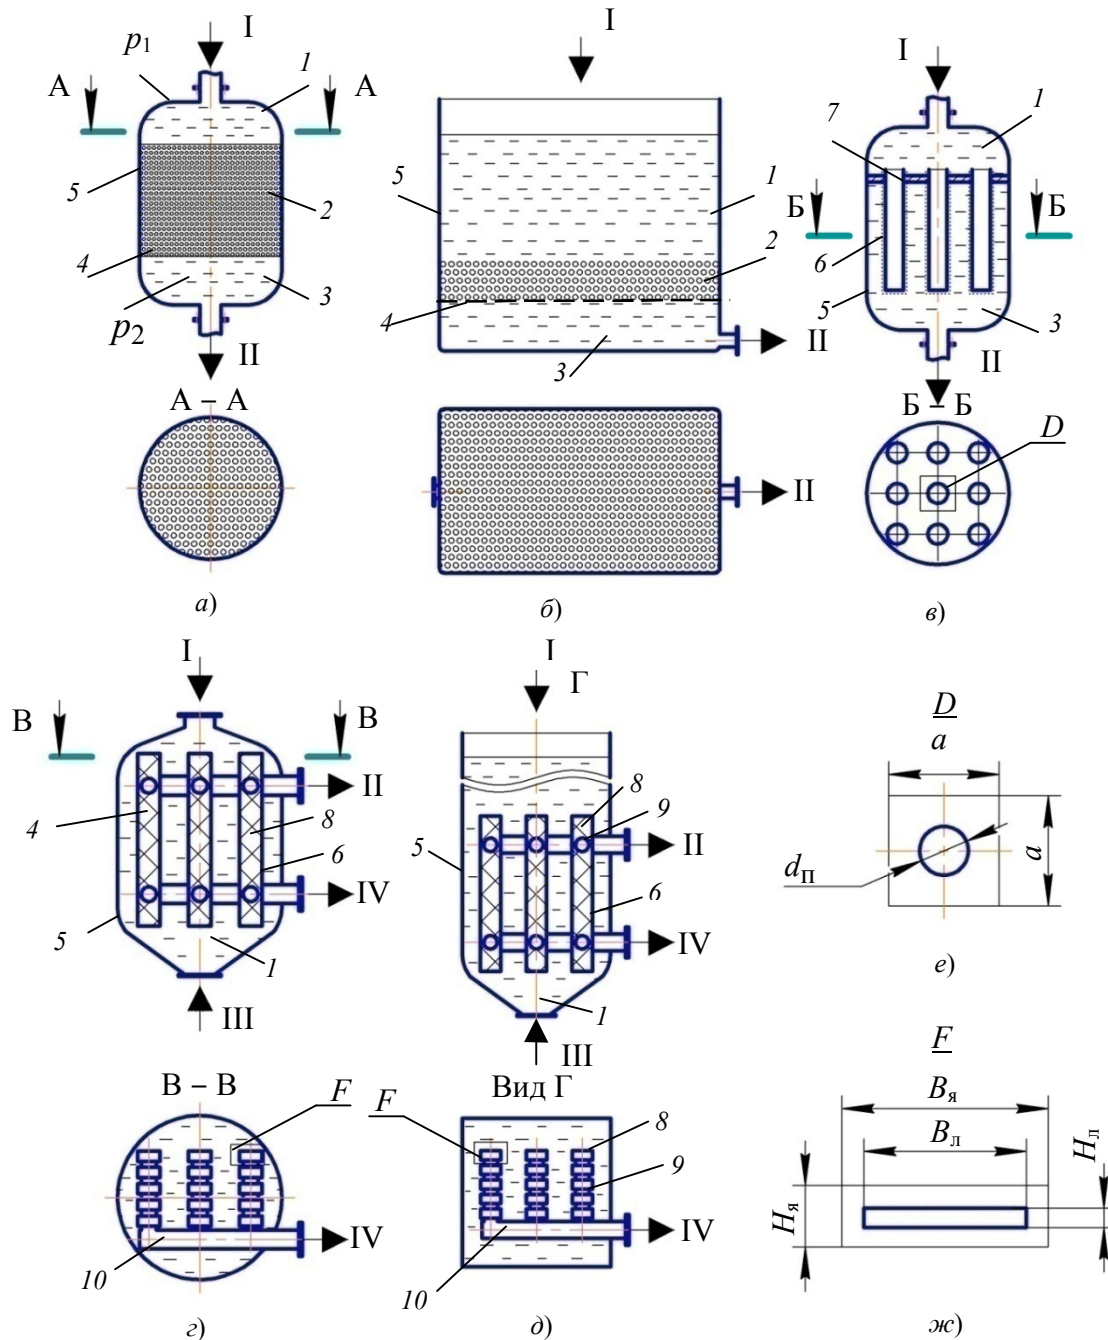 I
p1
1
А
А
5
2
4
3
p2
II
А – А
а)
I
5
1
2
4
3
II
II
б)
I
7
1
Б
Б
6
5
3
II
Б – Б
D
в)
I
В
В
II
4
8
6
IV
5
1
III
В – В
F
IV
10
г)
I
Г
8
9
5
II
6
IV
1
III
Вид Г
F
8
9
IV
10
д)
D
a
a
dП
е)
F
Bя
Bл
Hл
Hя
ж)